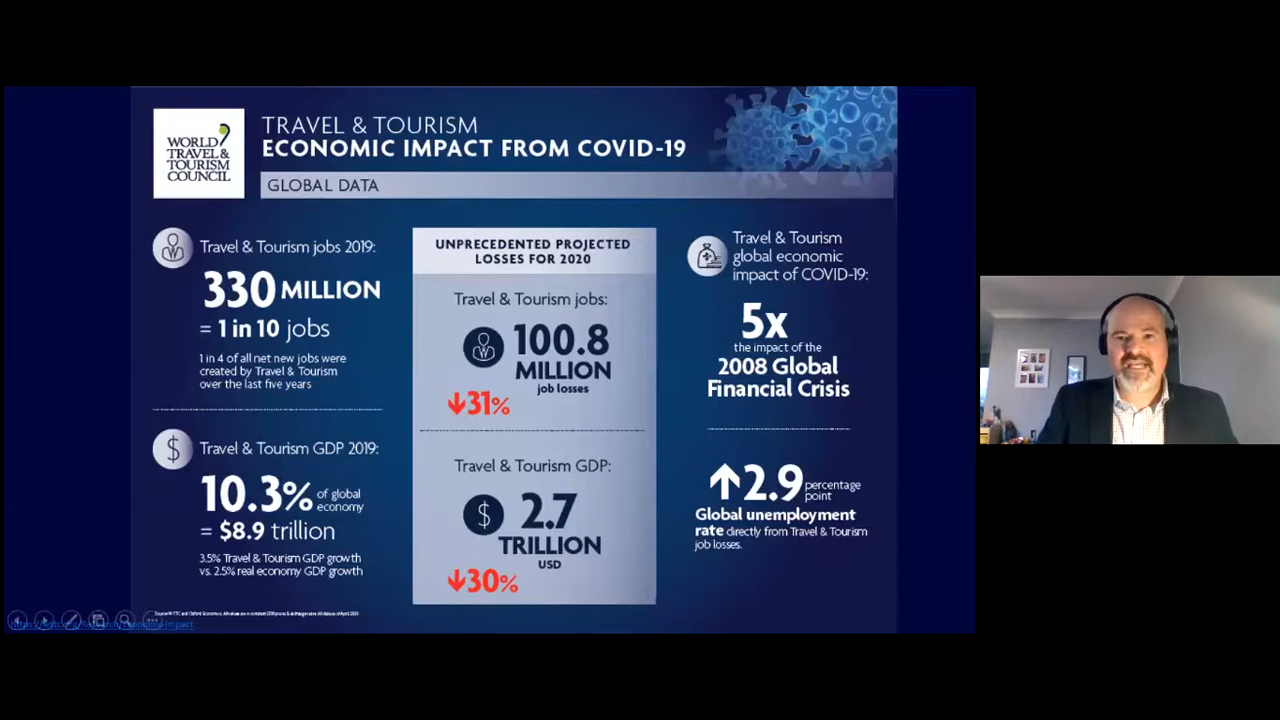 WORLD
TRAVEL &
TOURISM
COUNCIL
TRAVEL & TOURISM
ECONOMIC IMPACT FROM COVID-19
GLOBAL DATA
Travel & Tourism jobs 2019:
330 MILLION
= 1 in 10 jobs
1 in 4 of all net new jobs were
created by Travel & Tourism
over the last five years
Travel & Tourism GDP 2019:
10.3% of global
economy
= $8.9 trillion
3.5% Travel & Tourism GDP growth
vs. 2.5% real economy GDP growth
UNPRECEDENTED PROJECTED
LOSSES FOR 2020
Travel & Tourism jobs:
100.8
MILLION
job losses
↓31%
Travel & Tourism GDP:
$ 2.7
TRILLION
USD
↓30%
Travel & Tourism
global economic
impact of COVID-19:
5x
the impact of the
2008 Global
Financial Crisis
↑2.9 percentage
point
Global unemployment
rate directly from Travel & Tourism
job losses.